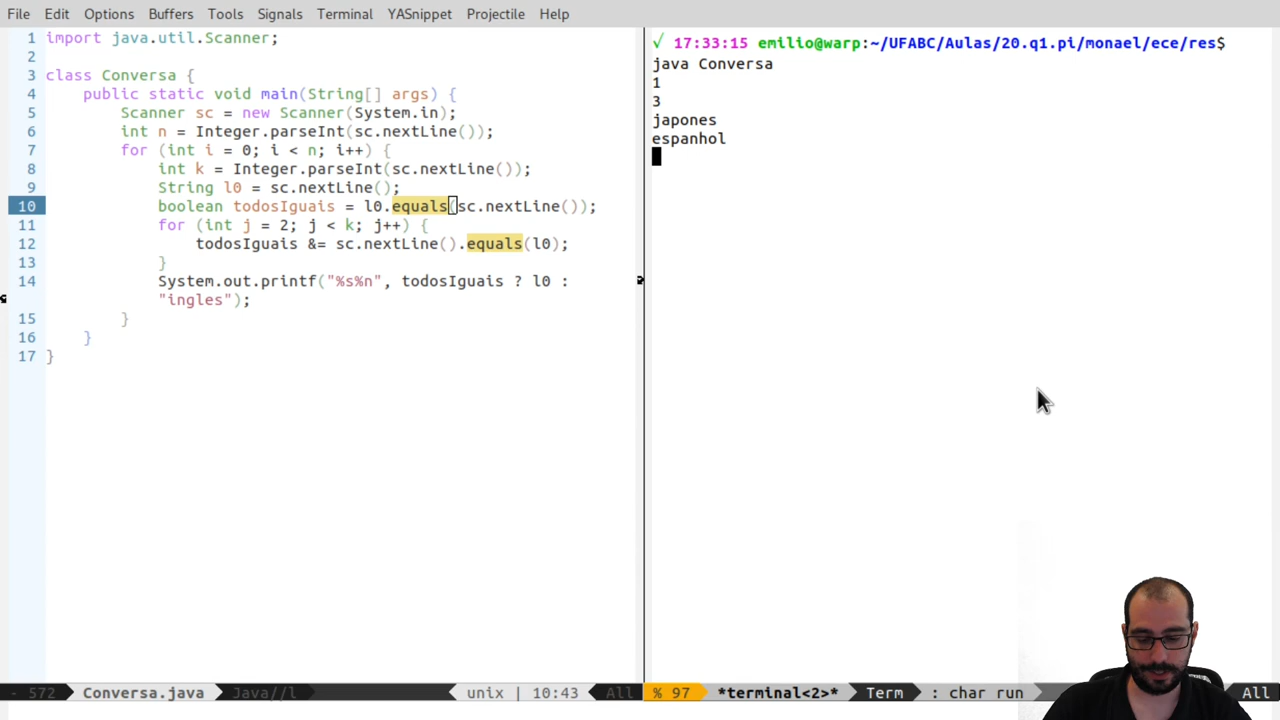 File Edit Options Buffers Tools Signals Terminal YASnippet Projectile Help
1 import java.util.Scanner;
2
3 class Conversa {
4 public static void main(String[] args) {
5 Scanner sc = new Scanner(System.in);
6 int n = Integer.parseInt(sc.nextLine());
7 for (int i = 0; i < n; i++) {
8 int k = Integer.parseInt(sc.nextLine());
9 String l0 = sc.nextLine();
10 boolean todosIguais = l0.equals(sc.nextLine());
11 for (int j = 2; j < k; j++) {
12 todosIguais &= sc.nextLine().equals(l0);
13 }
14 System.out.printf("%s%n", todosIguais ? l0 :
"ingles");
15 }
16 }
17 }
- 572 Conversa.java Java//l unix | 10:43 All
√ 17:33:15 emilio@warp:~/UFABC/Aulas/20.q1.pi/monael/ece/res$
java Conversa
1
3
japones
espanhol
% 97 *terminal<2>* Term : char run All